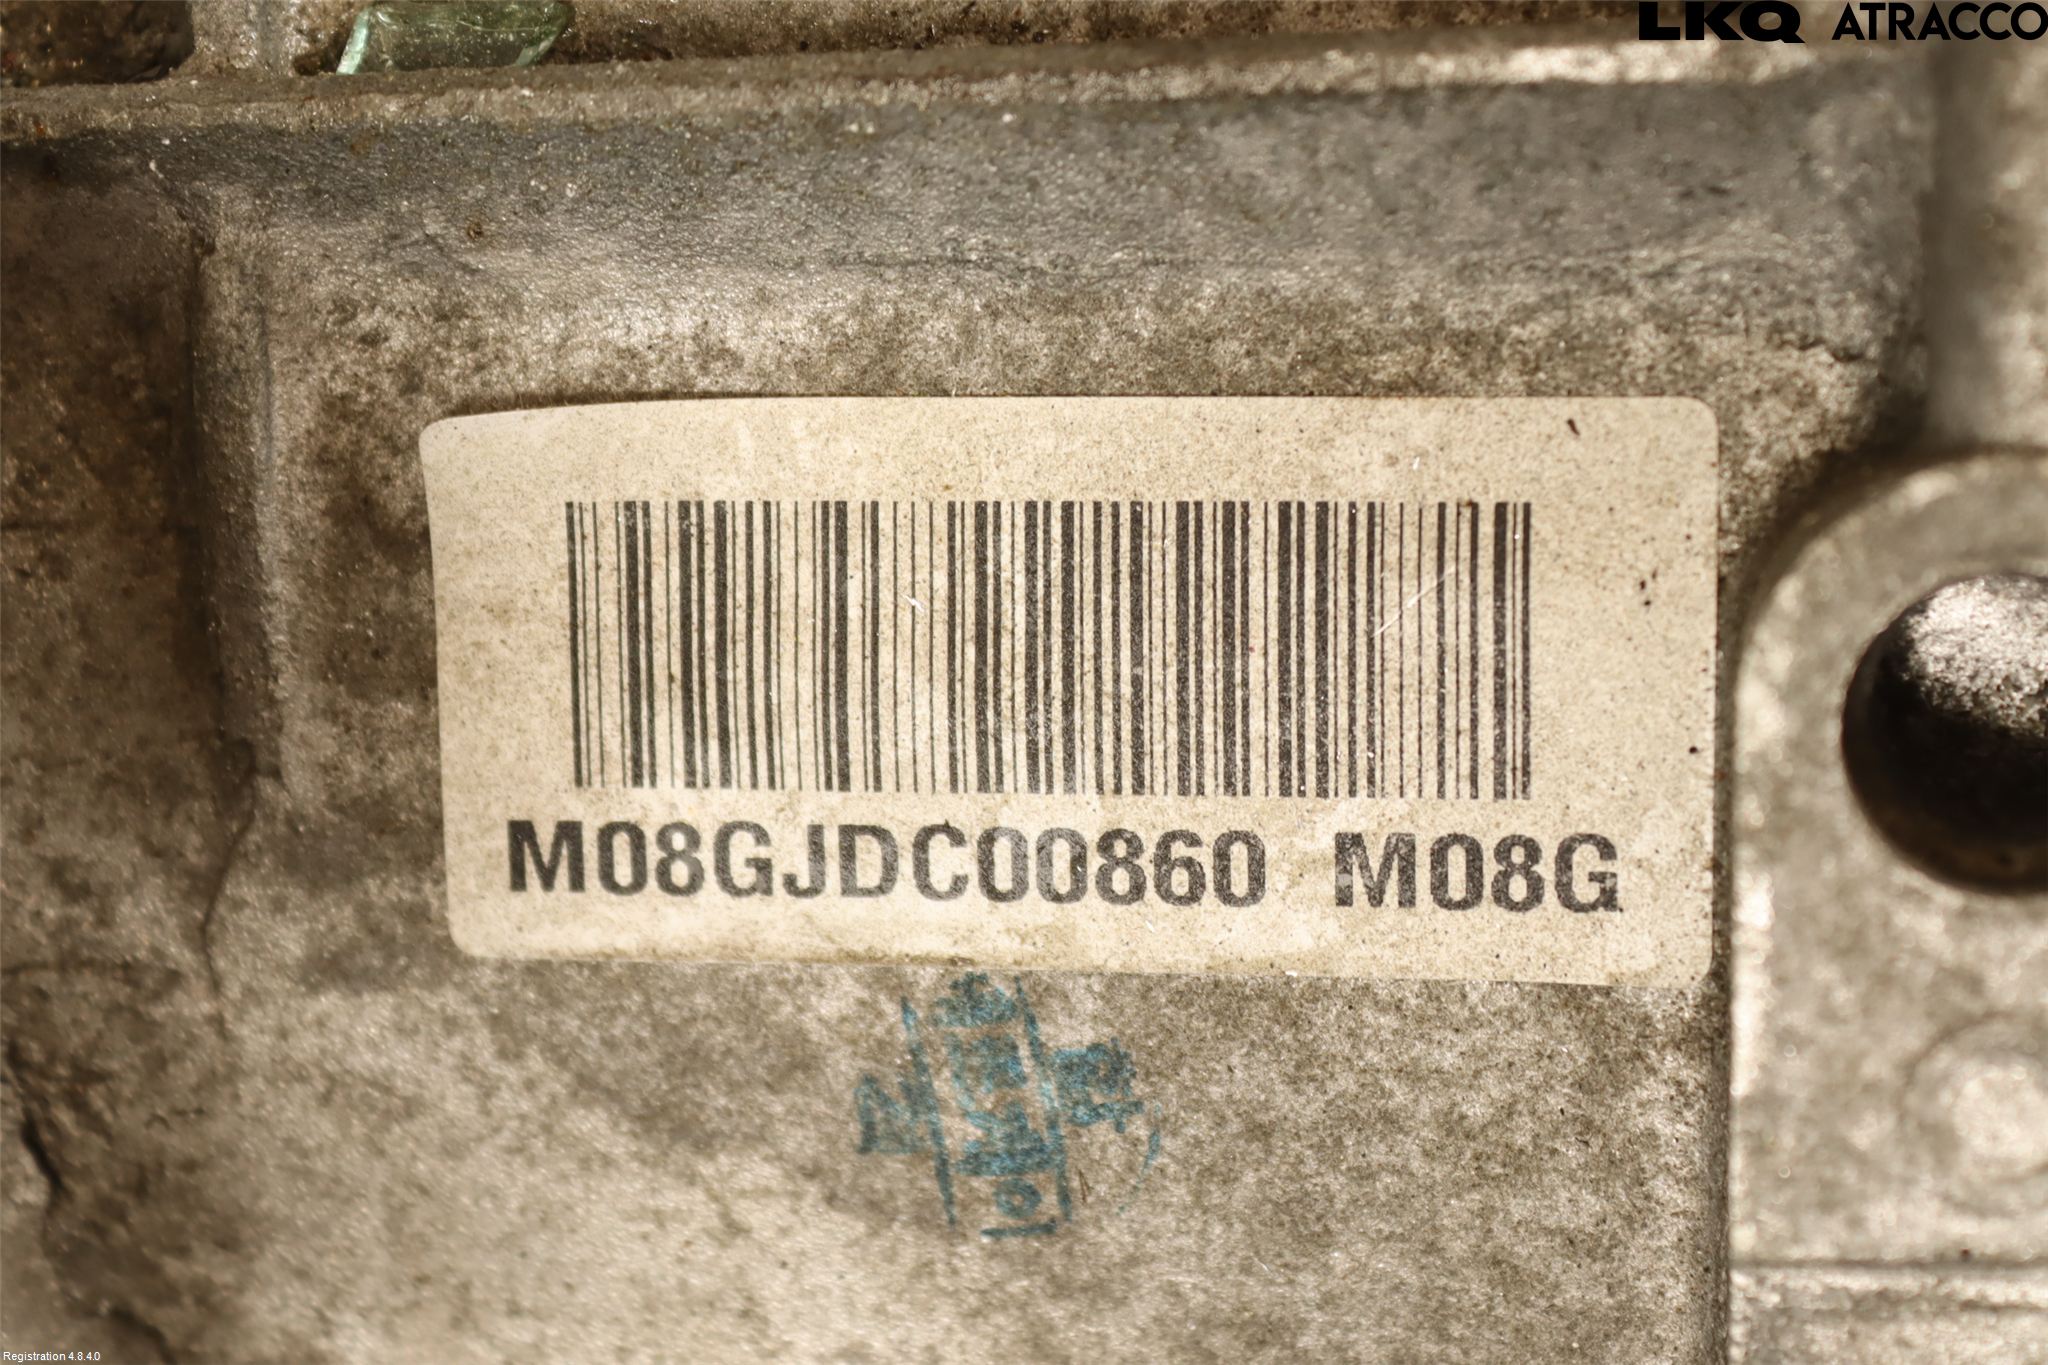 LKQ ATRACCO
M08GJDC00860 M08G
Registration 4.8.4.0